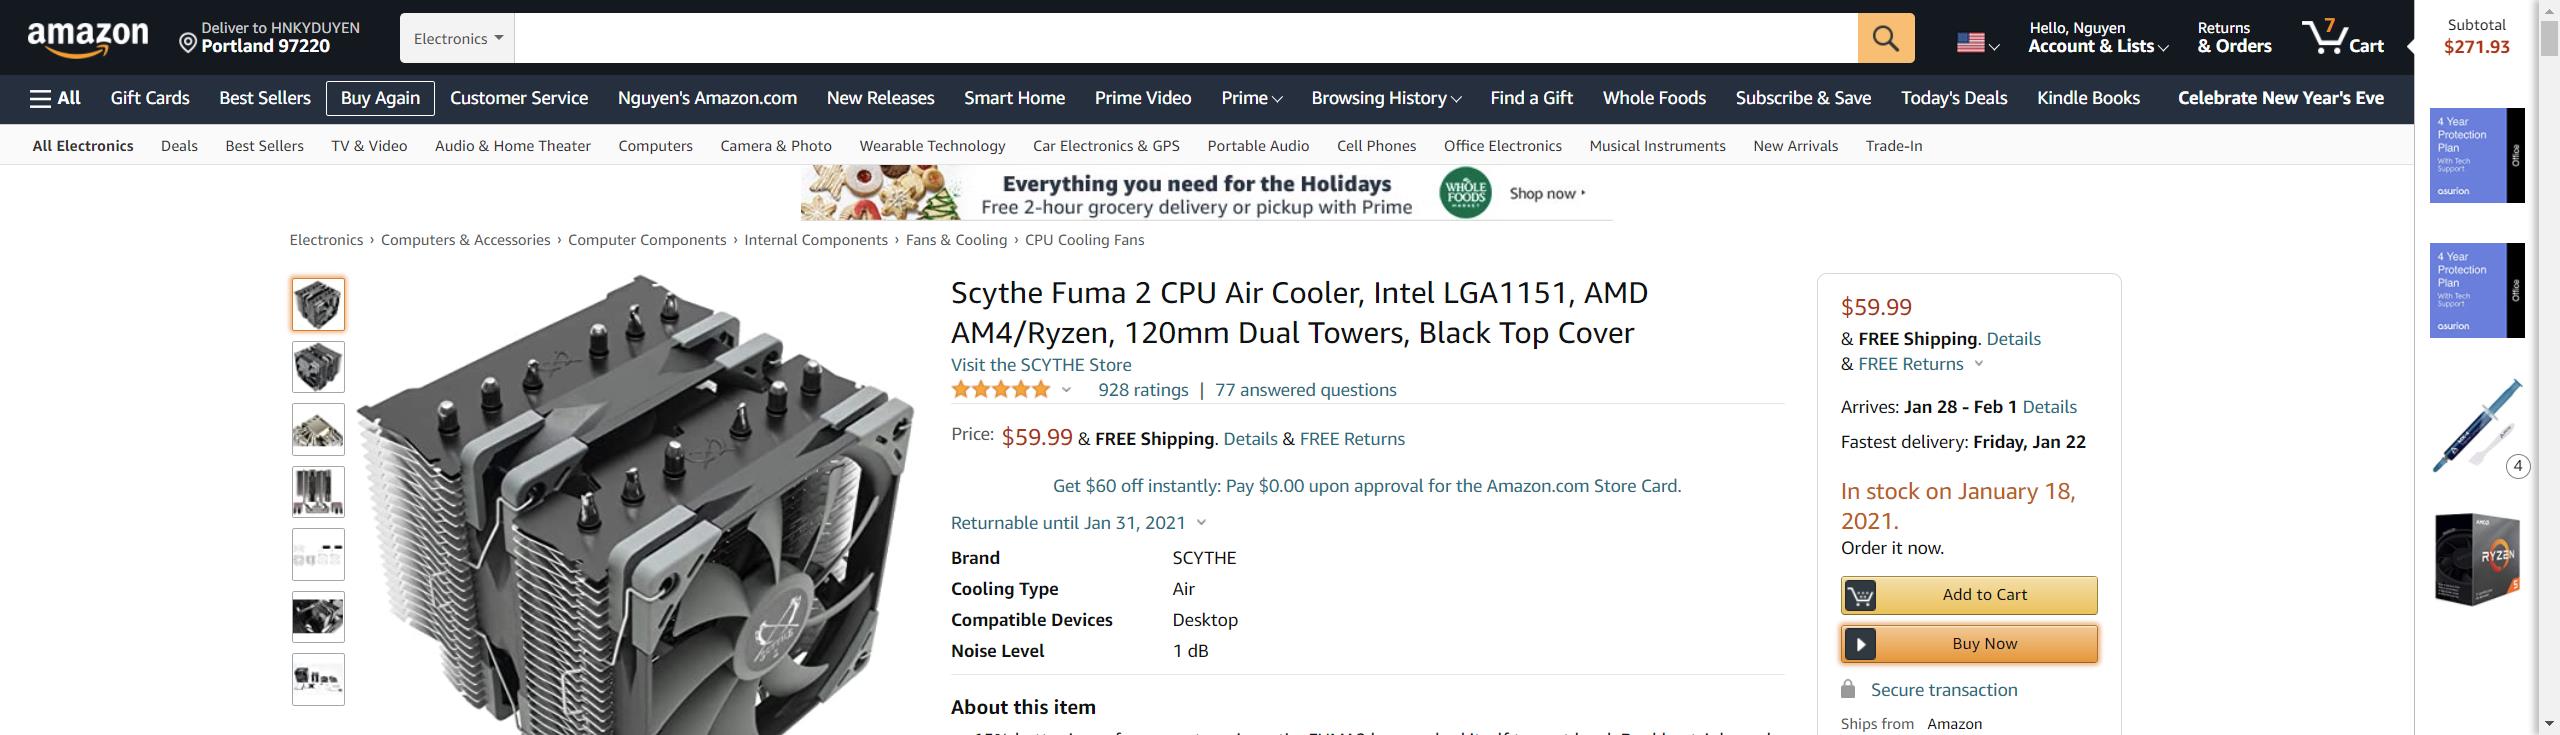 amazon
Deliver to HNKYDUYEN
Portland 97220
Electronics
Hello, Nguyen
Account & Lists
Returns
& Orders
7
Cart
Subtotal
$271.93
All
Gift Cards
Best Sellers
Buy Again
Customer Service
Nguyen's Amazon.com
New Releases
Smart Home
Prime Video
Prime
Browsing History
Find a Gift
Whole Foods
Subscribe & Save
Today's Deals
Kindle Books
Celebrate New Year's Eve
All Electronics
Deals
Best Sellers
TV & Video
Audio & Home Theater
Computers
Camera & Photo
Wearable Technology
Car Electronics & GPS
Portable Audio
Cell Phones
Office Electronics
Musical Instruments
New Arrivals
Trade-In
Everything you need for the Holidays
Free 2-hour grocery delivery or pickup with Prime
WHOLE
FOODS
MARKET
Shop now
Electronics › Computers & Accessories › Computer Components › Internal Components › Fans & Cooling › CPU Cooling Fans
Scythe Fuma 2 CPU Air Cooler, Intel LGA1151, AMD
AM4/Ryzen, 120mm Dual Towers, Black Top Cover
Visit the SCYTHE Store
928 ratings | 77 answered questions
Price: $59.99 & FREE Shipping. Details & FREE Returns
Get $60 off instantly: Pay $0.00 upon approval for the Amazon.com Store Card.
Returnable until Jan 31, 2021
Brand SCYTHE
Cooling Type Air
Compatible Devices Desktop
Noise Level 1 dB
About this item
SCYTHE
$59.99
& FREE Shipping. Details
& FREE Returns
Arrives: Jan 28 - Feb 1 Details
Fastest delivery: Friday, Jan 22
In stock on January 18,
2021.
Order it now.
Add to Cart
Buy Now
Secure transaction
Ships from Amazon
4 Year
Protection
Plan
With Tech
Support
asurion
Office
4 Year
Protection
Plan
With Tech
Support
asurion
Office
4
AMD
RYZEN
5